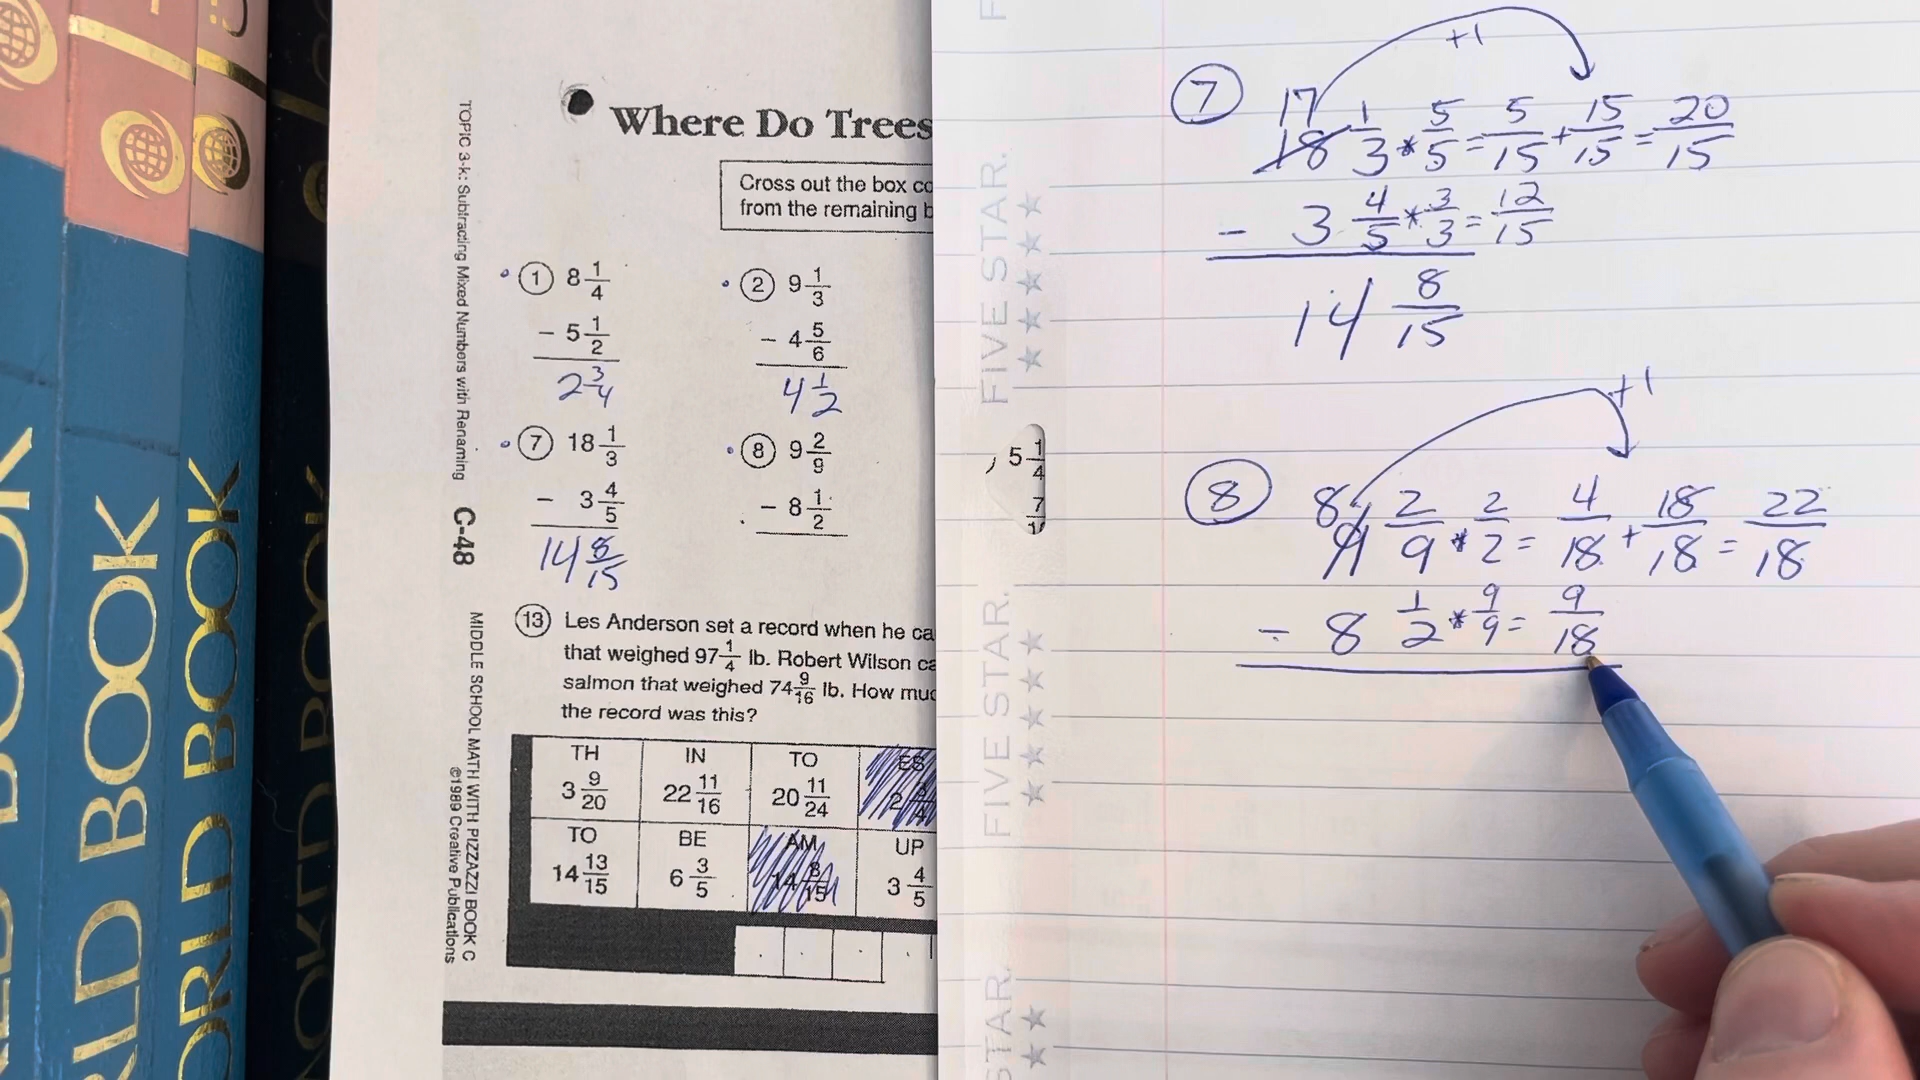 WORLD BOOK
WORLD BOOK
WORLD BOOK
TOPIC 3-k: Subtracting Mixed Numbers with Renaming
C-48
MIDDLE SCHOOL MATH WITH PIZZAZZ! BOOK C
©1989 Creative Publications
Where Do Trees
Cross out the box co
from the remaining b
① 8 1/4
- 5 1/2
2 3/4
② 9 1/3
- 4 5/6
4 1/2
⑦ 18 1/3
- 3 4/5
14 8/15
⑧ 9 2/9
- 8 1/2
⑬ Les Anderson set a record when he ca
that weighed 97 1/4 lb. Robert Wilson ca
salmon that weighed 74 9/16 lb. How muc
the record was this?
TH IN TO ES
3 9/20 22 11/16 20 11/24 2 3/4
TO BE AM UP
14 13/15 6 3/5 14 8/15 3 4/5
FIVE STAR.
FIVE STAR.
STAR.
5 1/4
+1
⑦ 17
18 1/3 * 5/5 = 5/15 + 15/15 = 20/15
- 3 4/5 * 3/3 = 12/15
14 8/15
+1
⑧ 8
9 2/9 * 2/2 = 4/18 + 18/18 = 22/18
- 8 1/2 * 9/9 = 9/18